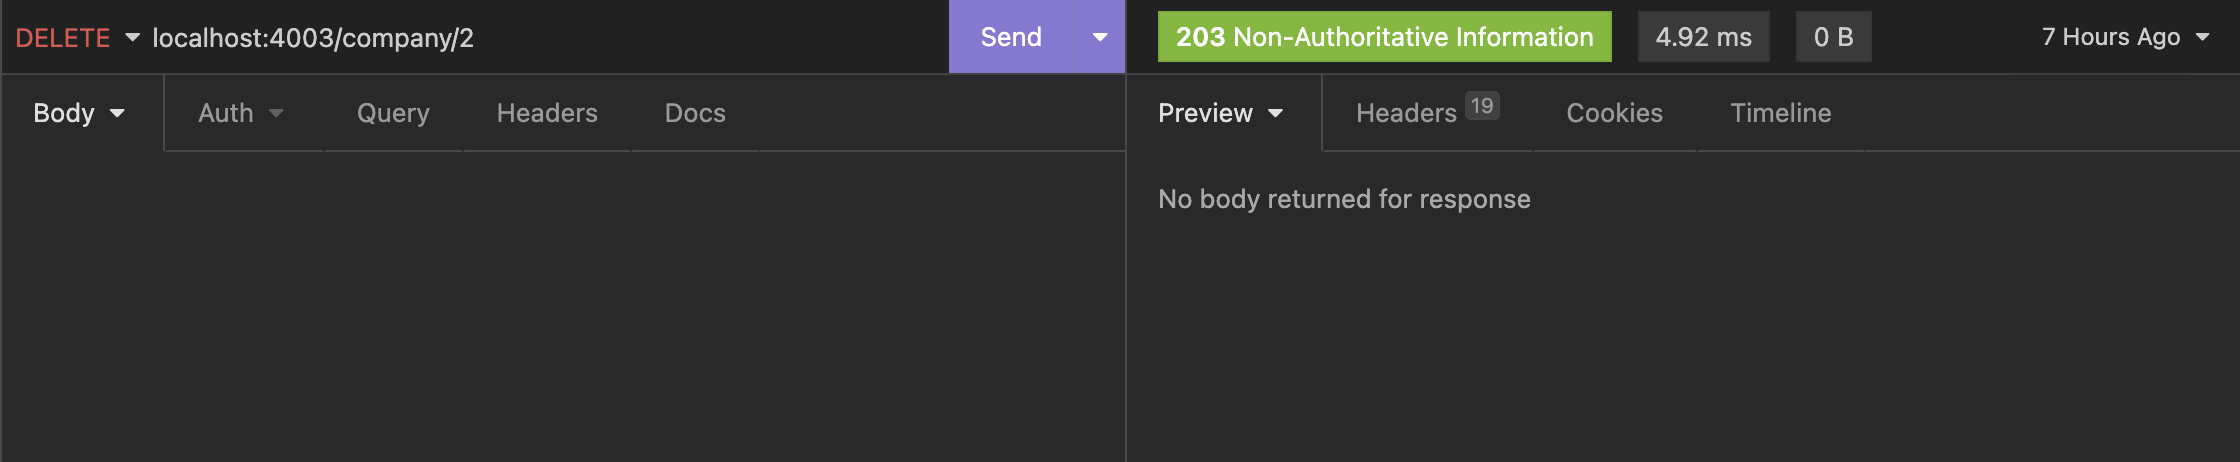 DELETE localhost:4003/company/2 Send 203 Non-Authoritative Information 4.92 ms 0 B 7 Hours Ago
Body Auth Query Headers Docs Preview Headers 19 Cookies Timeline
No body returned for response